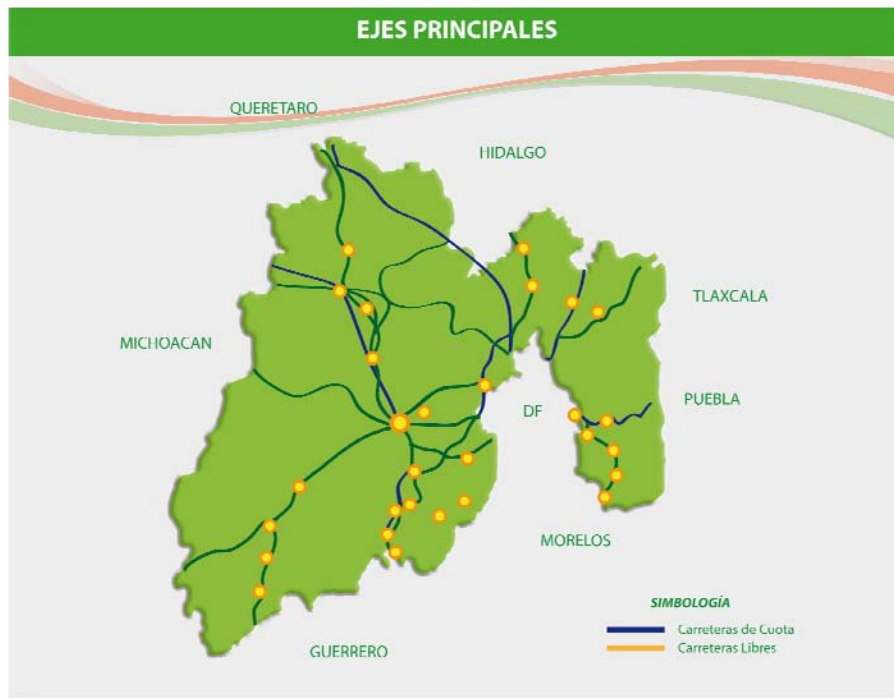 EJES PRINCIPALES
QUERETARO
HIDALGO
TLAXCALA
MICHOACAN
PUEBLA
DF
MORELOS
SIMBOLOGÍA
Carreteras de Cuota
Carreteras Libres
GUERRERO